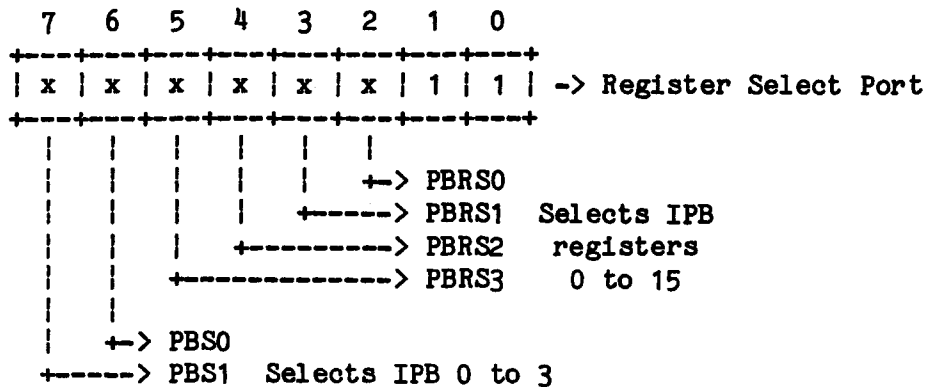 7 6 5 4 3 2 1 0
+---+---+---+---+---+---+---+---+
| x | x | x | x | x | x | 1 | 1 | -> Register Select Port
+---+---+---+---+---+---+---+---+
| | | | | |
| | | | | +-> PBRS0
| | | | +-----> PBRS1 Selects IPB
| | | +---------> PBRS2 registers
| | +-------------> PBRS3 0 to 15
| |
| +-> PBS0
+-----> PBS1 Selects IPB 0 to 3